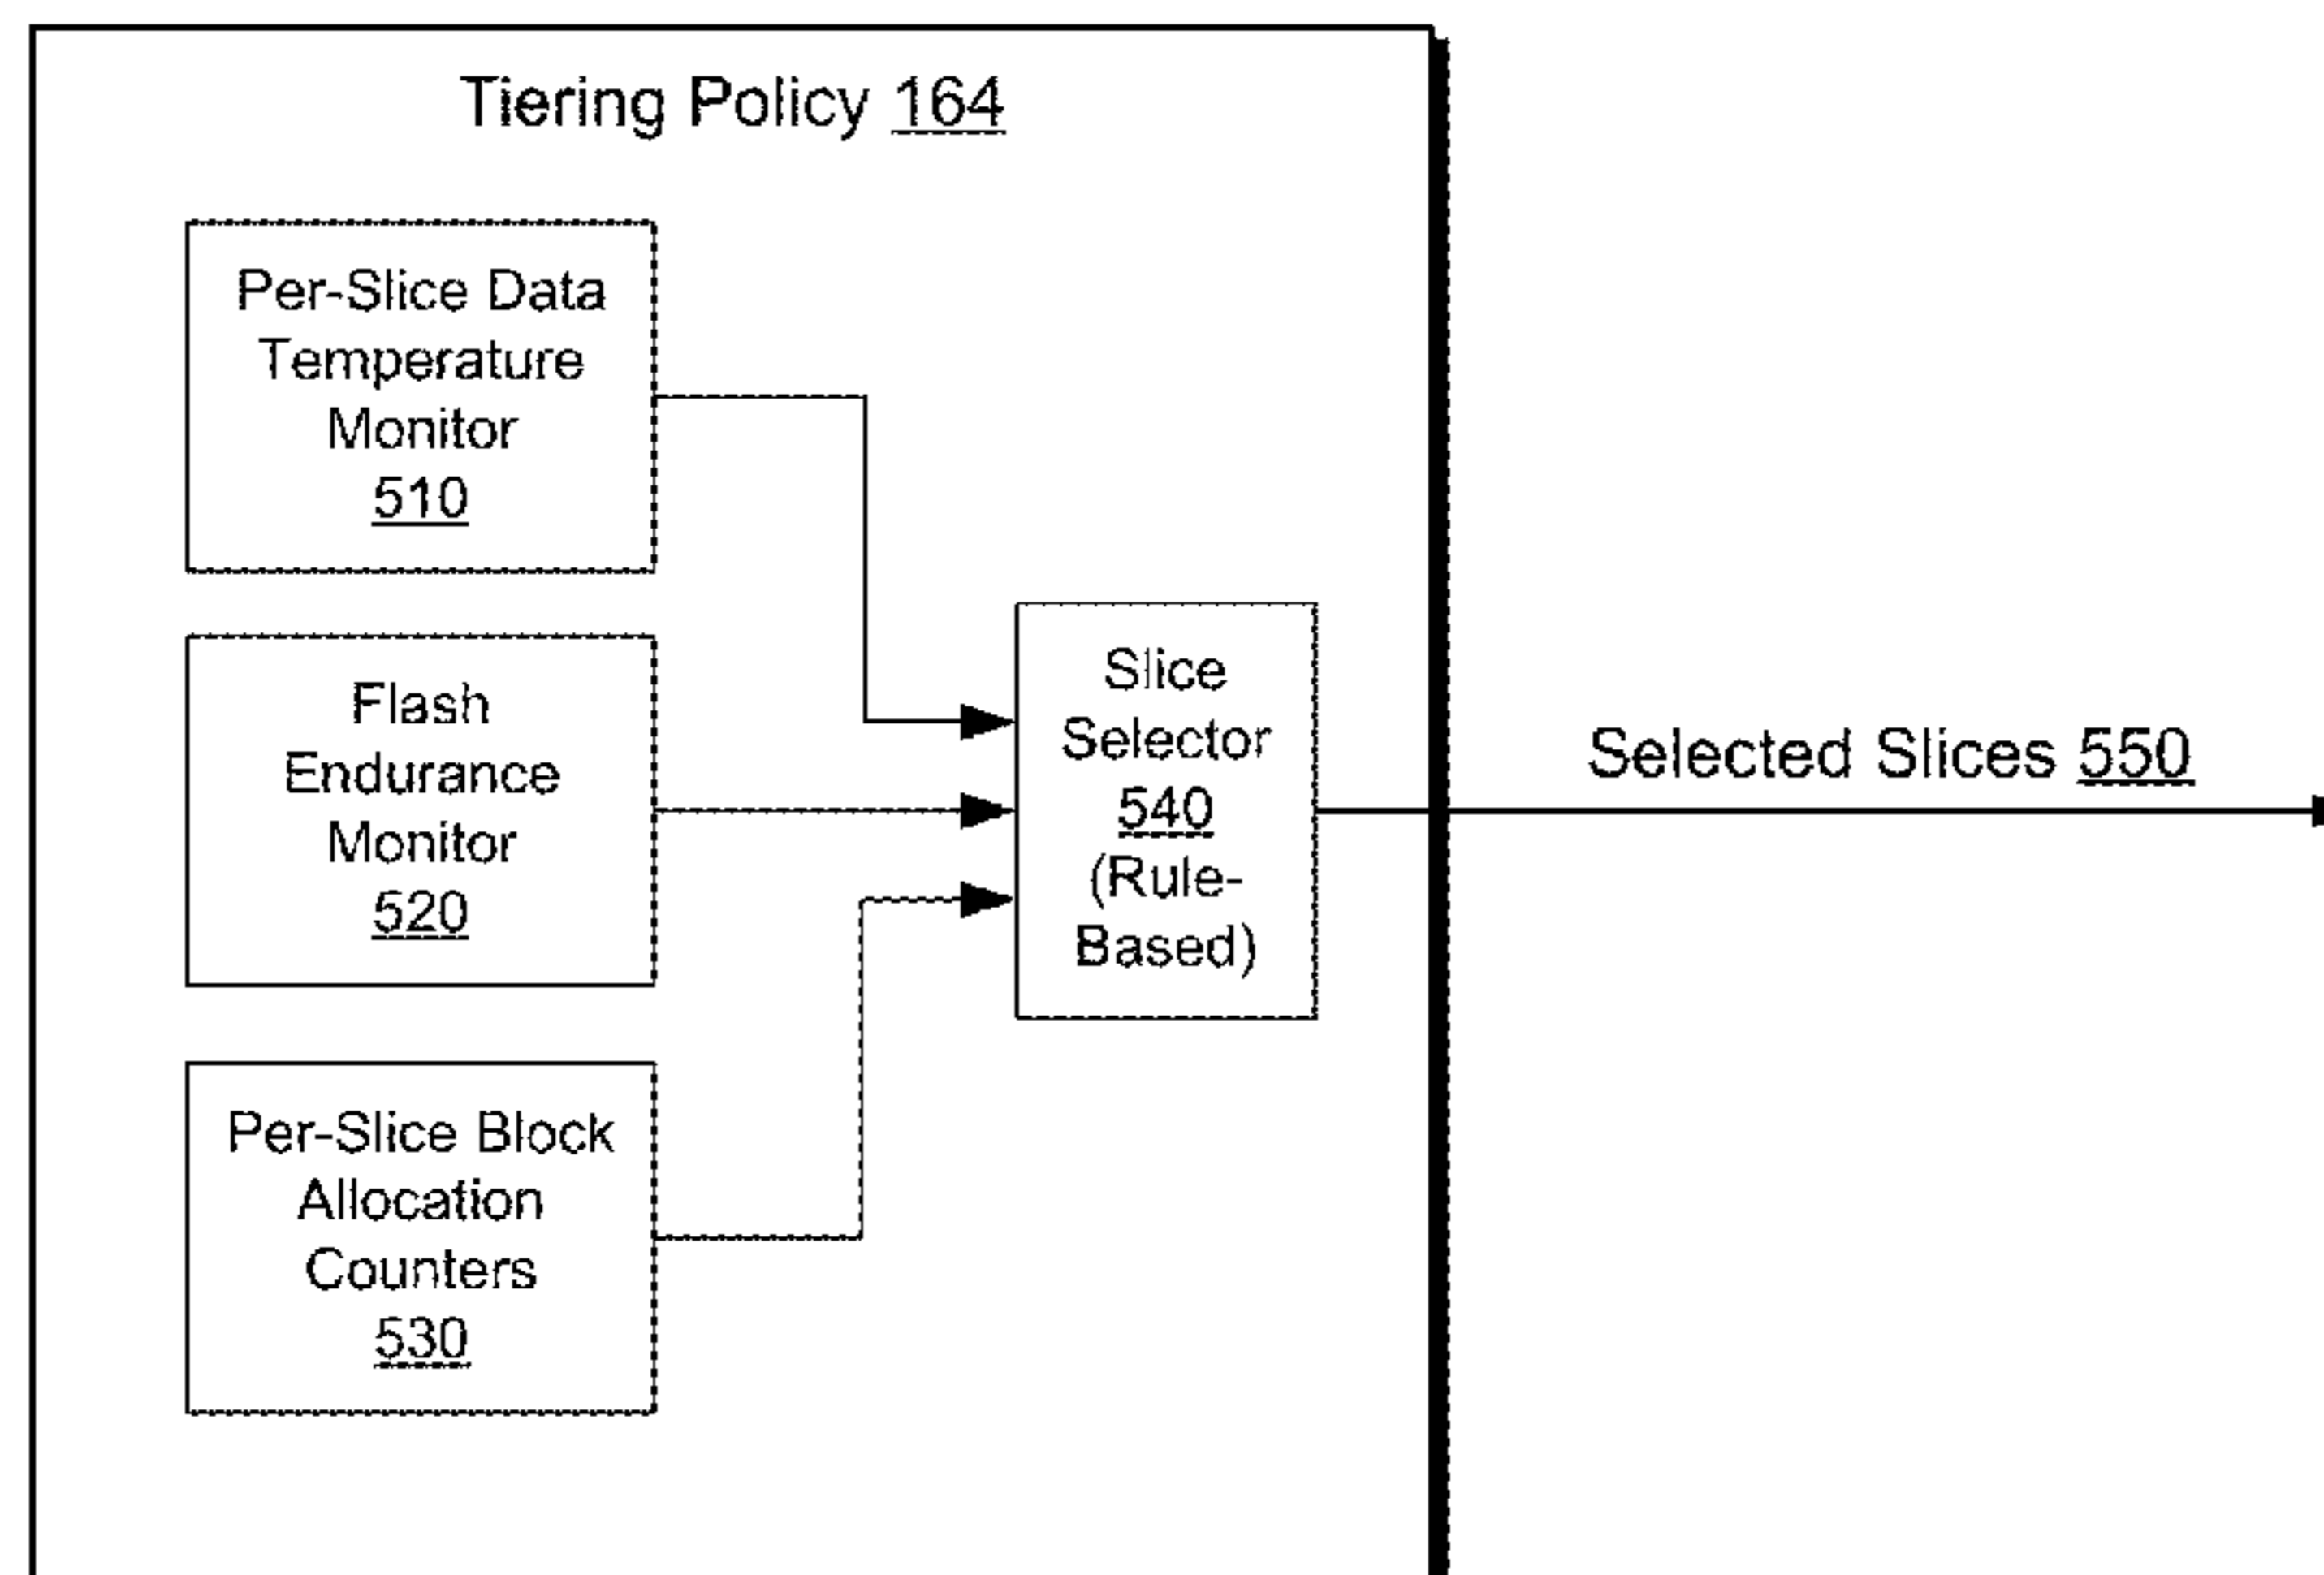 Tiering Policy 164
Per-Slice Data
Temperature
Monitor
510
Flash
Endurance
Monitor
520
Per-Slice Block
Allocation
Counters
530
Slice
Selector
540
(Rule-
Based)
Selected Slices 550